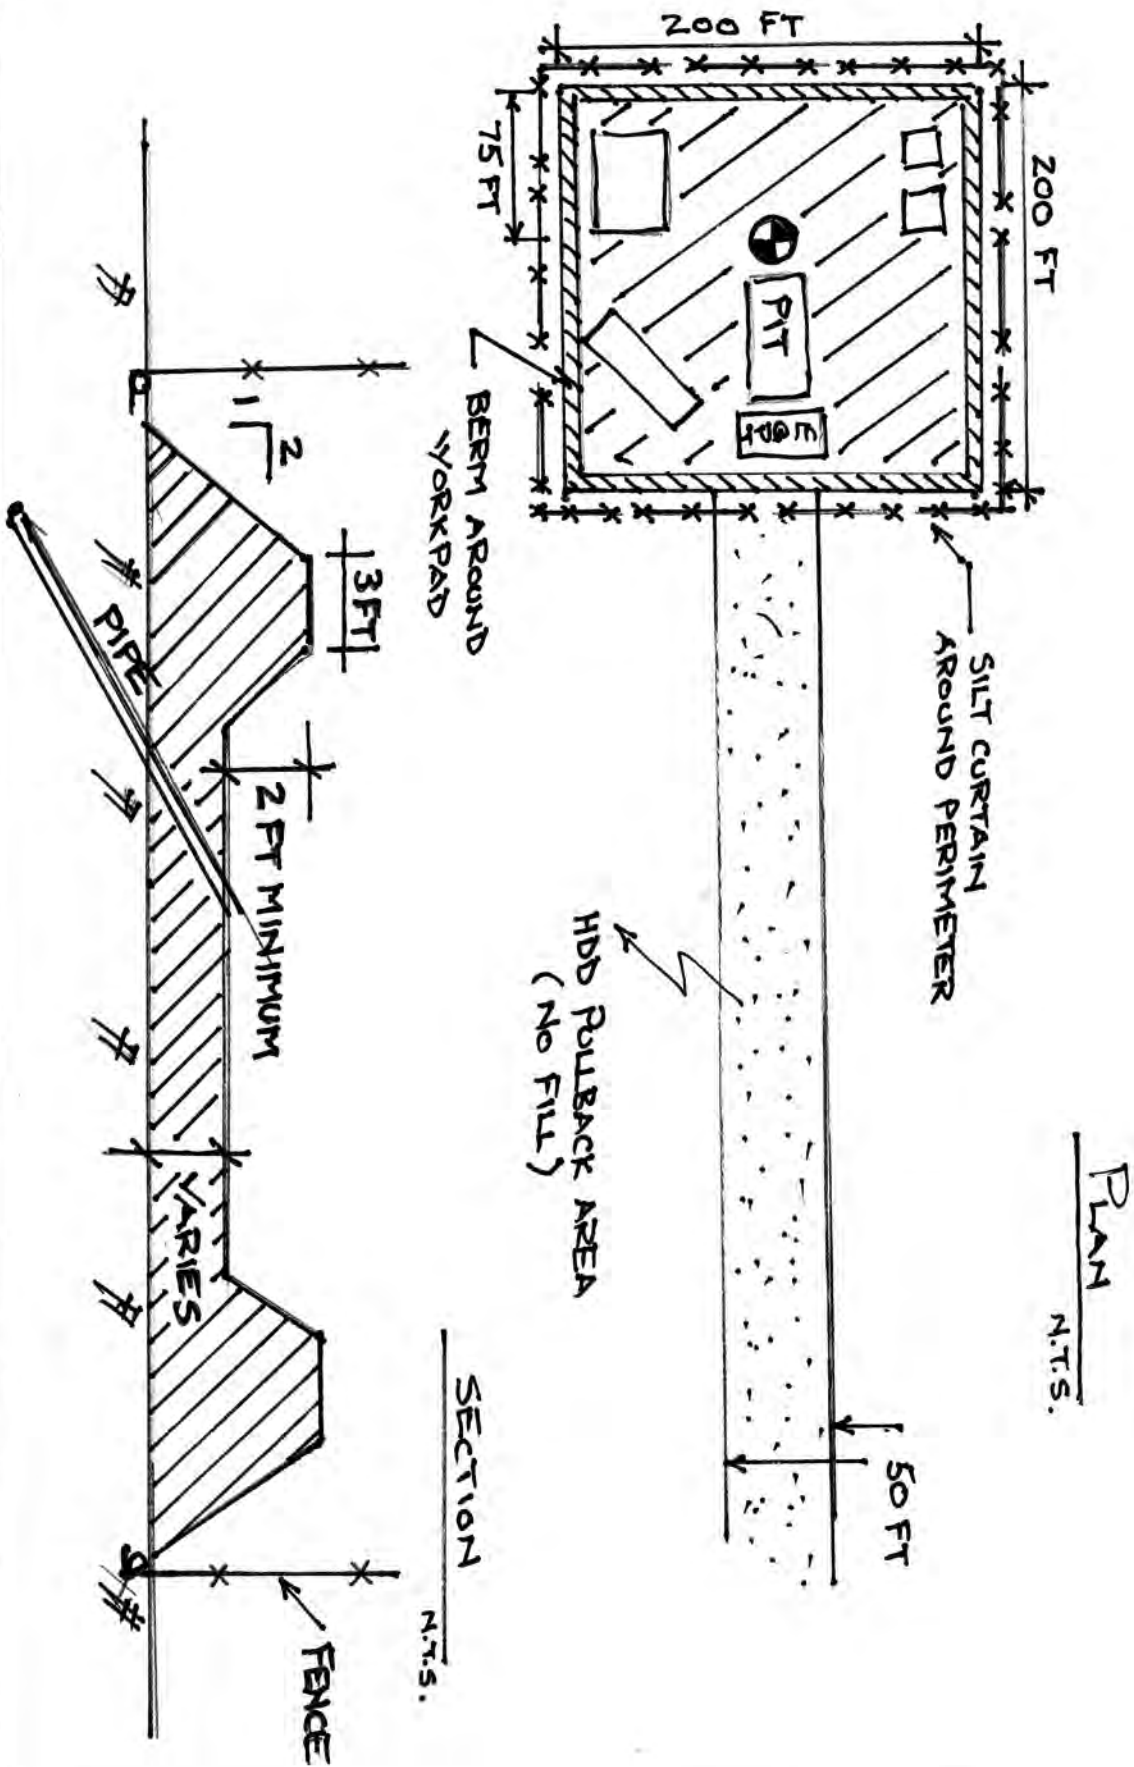 PLAN
N.T.S.
200 FT
200 FT
75 FT
PIT
EQPT
SILT CURTAIN
AROUND PERIMETER
BERM AROUND
WORKPAD
HDD PULLBACK AREA
(NO FILL)
50 FT
SECTION
N.T.S.
1
2
3FT
2 FT MINIMUM
PIPE
VARIES
FENCE